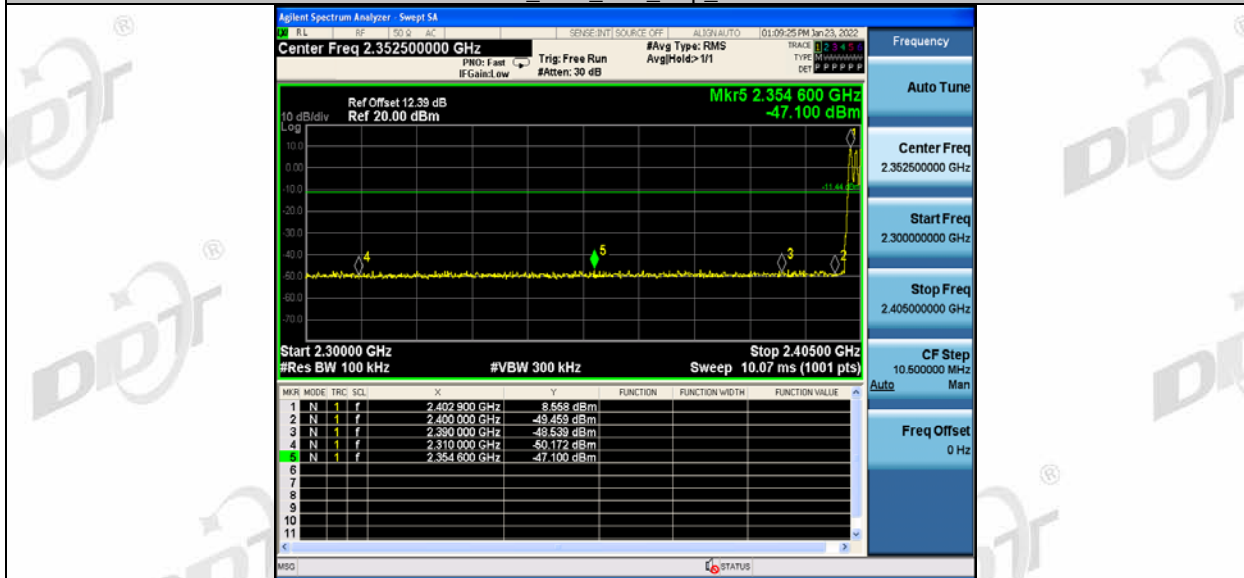 Agilent Spectrum Analyzer - Swept SA
RL RF 50 Ω AC SENSE:INT SOURCE OFF ALIGNAUTO 01:09:25 PM Jan 23, 2022
Center Freq 2.352500000 GHz
PNO: Fast
IFGain:Low
Trig: Free Run
#Atten: 30 dB
#Avg Type: RMS
Avg|Hold:> 1/1
TRACE 1 2 3 4 5 6
TYPE M
DET P P P P P P
Frequency
Auto Tune
Center Freq
2.352500000 GHz
Start Freq
2.300000000 GHz
Stop Freq
2.405000000 GHz
CF Step
10.500000 MHz
Auto Man
Freq Offset
0 Hz
Mkr5 2.354 600 GHz
-47.100 dBm
Ref Offset 12.39 dB
10 dB/div Ref 20.00 dBm
Log
10.0
0.00
-10.0
-20.0
-30.0
-40.0
-50.0
-60.0
-70.0
-11.44 dBm
4
5
3
2
Start 2.30000 GHz Stop 2.40500 GHz
#Res BW 100 kHz #VBW 300 kHz Sweep 10.07 ms (1001 pts)
MKR MODE TRC SCL X Y FUNCTION FUNCTION WIDTH FUNCTION VALUE
1 N 1 f 2.402 900 GHz 8.558 dBm
2 N 1 f 2.400 000 GHz -49.459 dBm
3 N 1 f 2.390 000 GHz -48.539 dBm
4 N 1 f 2.310 000 GHz -50.172 dBm
5 N 1 f 2.354 600 GHz -47.100 dBm
6
7
8
9
10
11
MSG STATUS
DDT
®